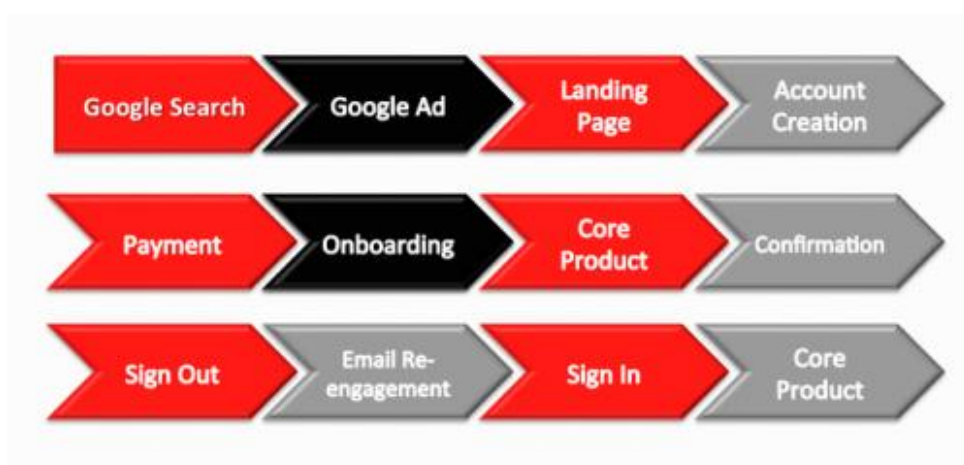 Google Search
Google Ad
Landing
Page
Account
Creation
Payment
Onboarding
Core
Product
Confirmation
Sign Out
Email Re-
engagement
Sign In
Core
Product